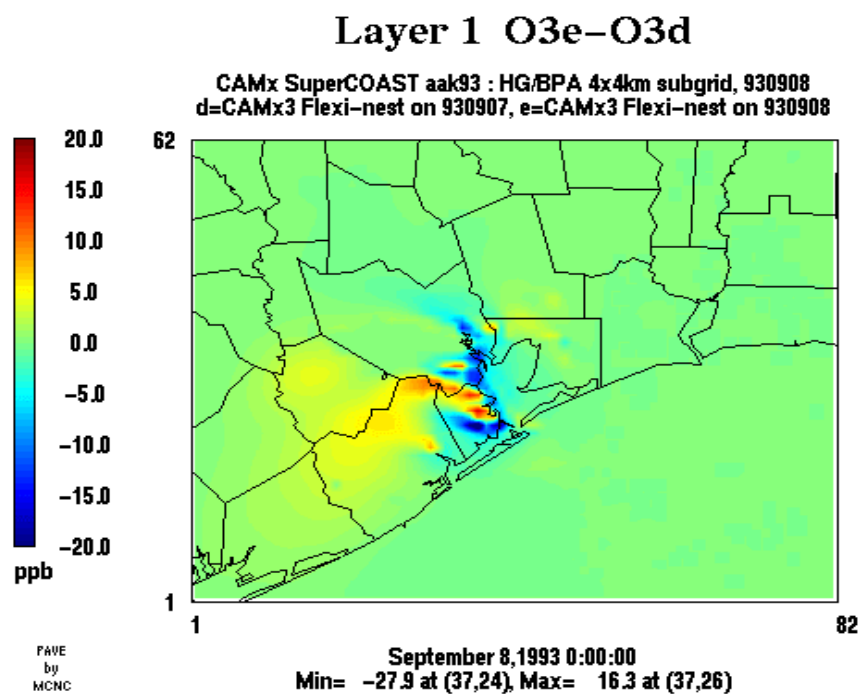 Layer 1 O3e−O3d
CAMx SuperCOAST aak93 : HG/BPA 4x4km subgrid, 930908
d=CAMx3 Flexi−nest on 930907, e=CAMx3 Flexi−nest on 930908
20.0
15.0
10.0
5.0
0.0
−5.0
−10.0
−15.0
−20.0
ppb
62
1
1
82
PAVE
by
MCNC
September 8,1993 0:00:00
Min= −27.9 at (37,24), Max= 16.3 at (37,26)